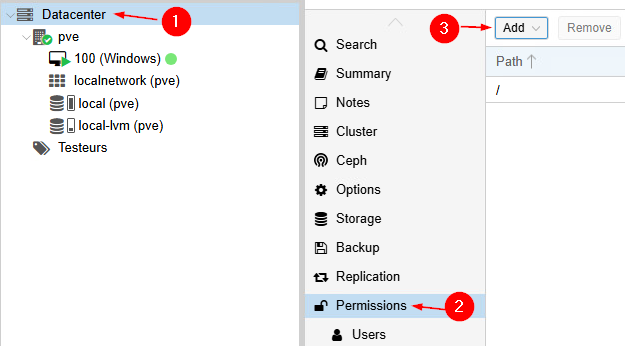 Datacenter
1
pve
100 (Windows)
localnetwork (pve)
local (pve)
local-lvm (pve)
Testeurs
Search
Summary
Notes
Cluster
Ceph
Options
Storage
Backup
Replication
Permissions
2
Users
3
Add
Remove
Path
/